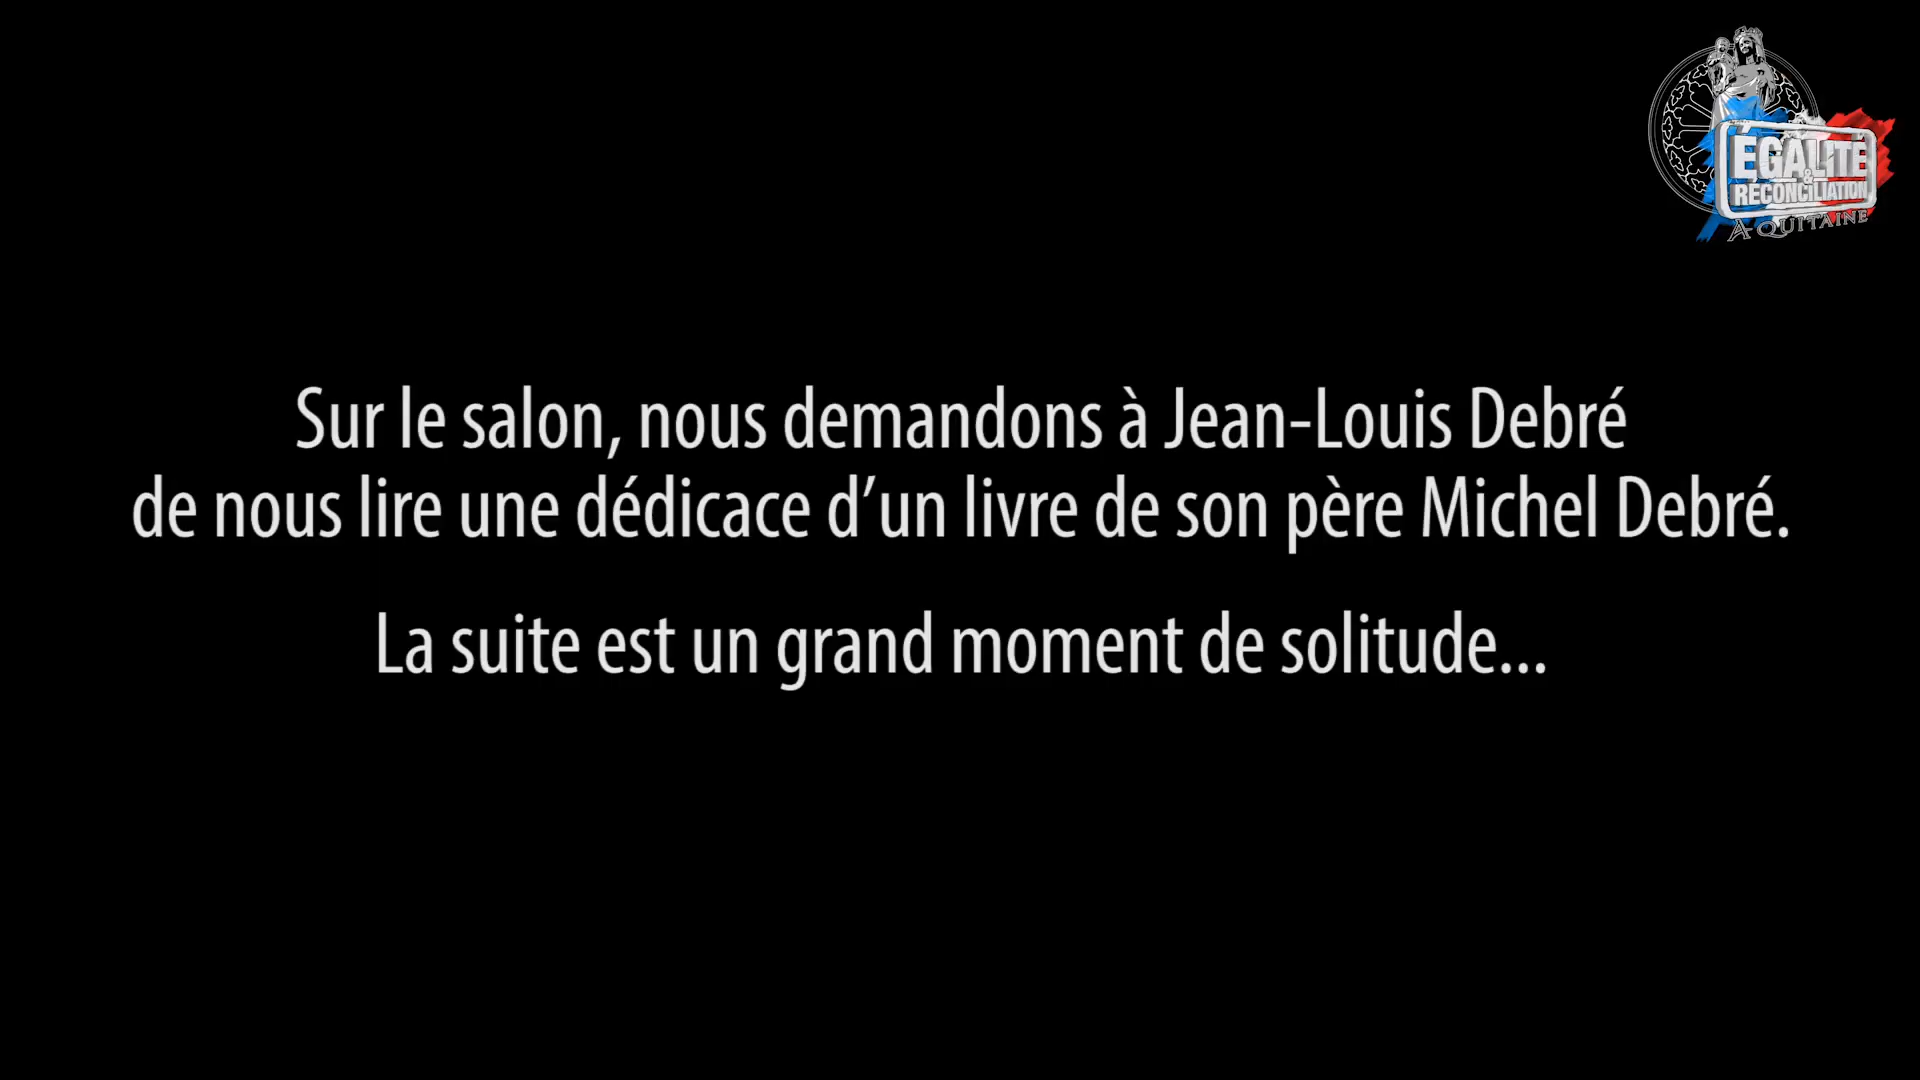 ÉGALITÉ
&
RÉCONCILIATION
AQUITAINE
Sur le salon, nous demandons à Jean-Louis Debré
de nous lire une dédicace d’un livre de son père Michel Debré.
La suite est un grand moment de solitude...